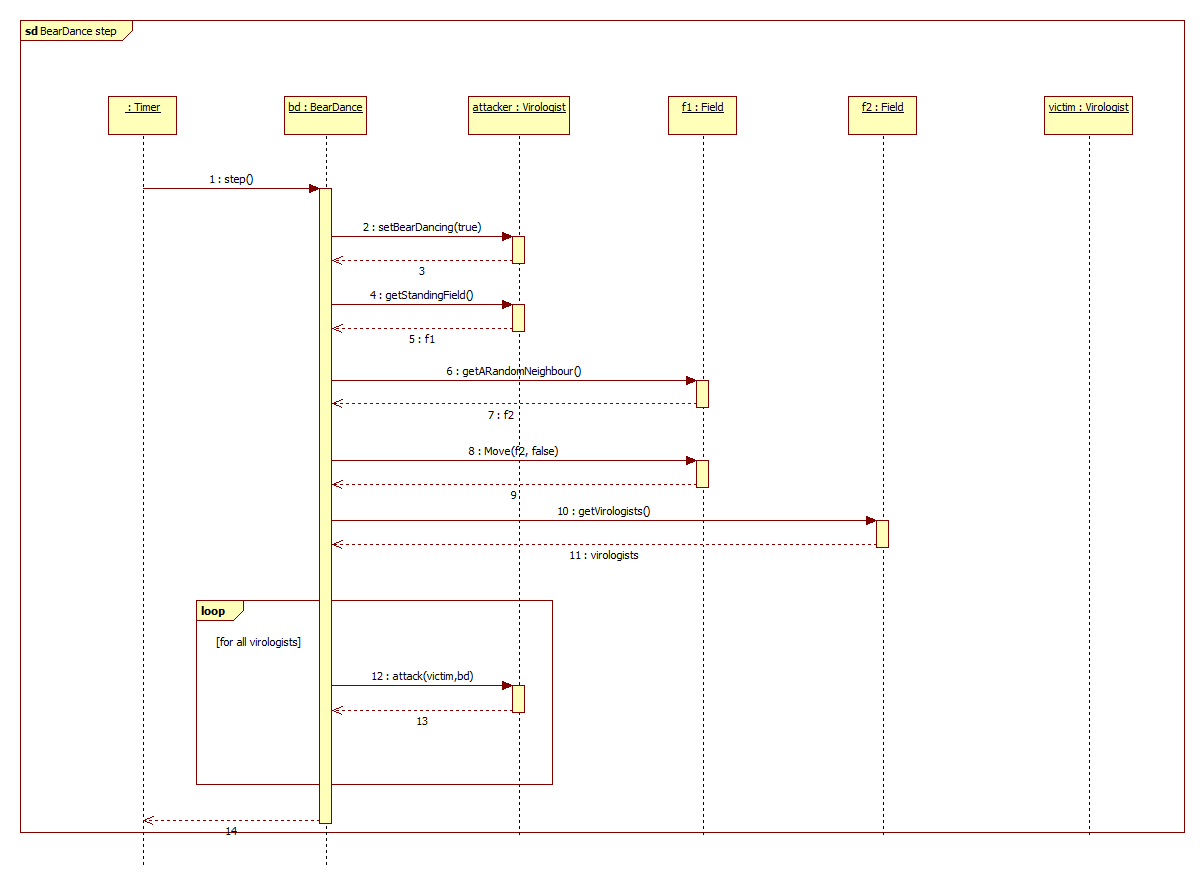 sd BearDance step
: Timer
bd : BearDance
attacker : Virologist
f1 : Field
f2 : Field
victim : Virologist
1 : step()
2 : setBearDancing(true)
3
4 : getStandingField()
5 : f1
6 : getARandomNeighbour()
7 : f2
8 : Move(f2, false)
9
10 : getVirologists()
11 : virologists
loop
[for all virologists]
12 : attack(victim,bd)
13
14